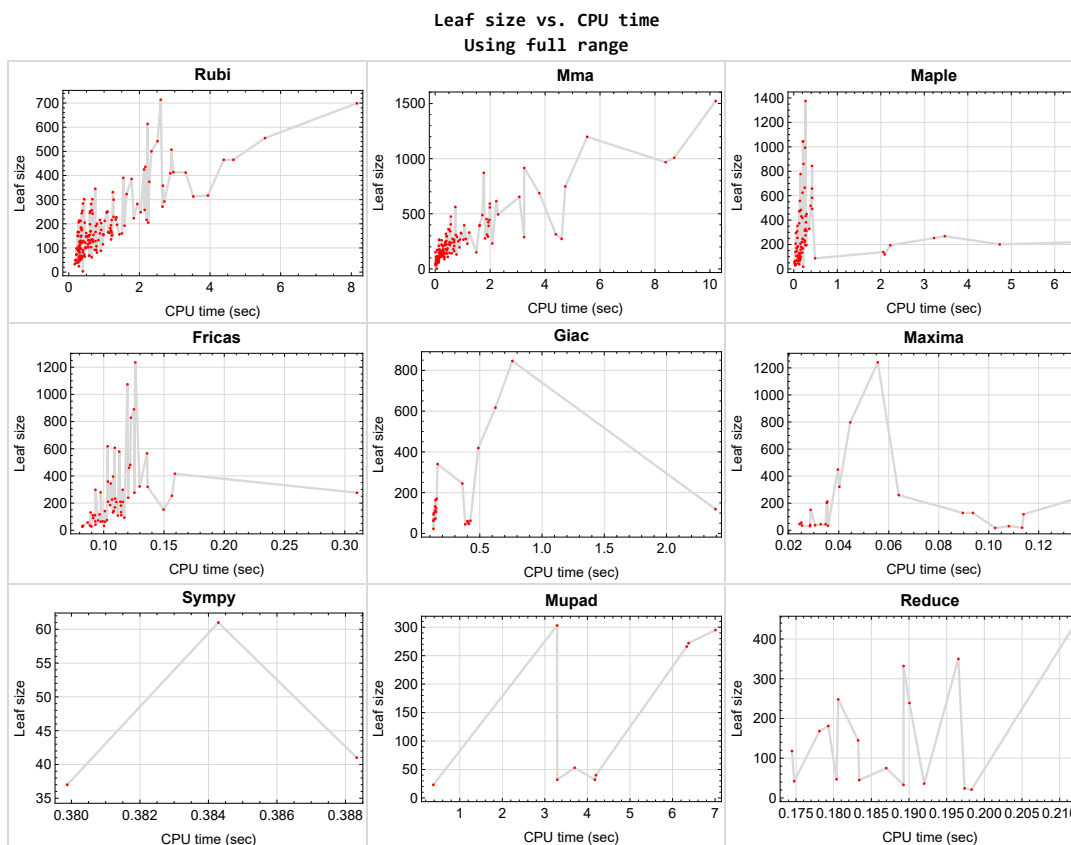 Leaf size vs. CPU time
Using full range
Rubi
Leaf size
700
600
500
400
300
200
100
0
0 2 4 6 8
CPU time (sec)
Mma
Leaf size
1500
1000
500
0
0 2 4 6 8 10
CPU time (sec)
Maple
Leaf size
1400
1200
1000
800
600
400
200
0
0 1 2 3 4 5 6
CPU time (sec)
Fricas
Leaf size
1200
1000
800
600
400
200
0
0.10 0.15 0.20 0.25 0.30
CPU time (sec)
Giac
Leaf size
800
600
400
200
0
0.5 1.0 1.5 2.0
CPU time (sec)
Maxima
Leaf size
1200
1000
800
600
400
200
0
0.02 0.04 0.06 0.08 0.10 0.12
CPU time (sec)
Sympy
Leaf size
60
55
50
45
40
35
0.380 0.382 0.384 0.386 0.388
CPU time (sec)
Mupad
Leaf size
300
250
200
150
100
50
0
1 2 3 4 5 6 7
CPU time (sec)
Reduce
Leaf size
400
300
200
100
0
0.175 0.180 0.185 0.190 0.195 0.200 0.205
CPU time (sec)